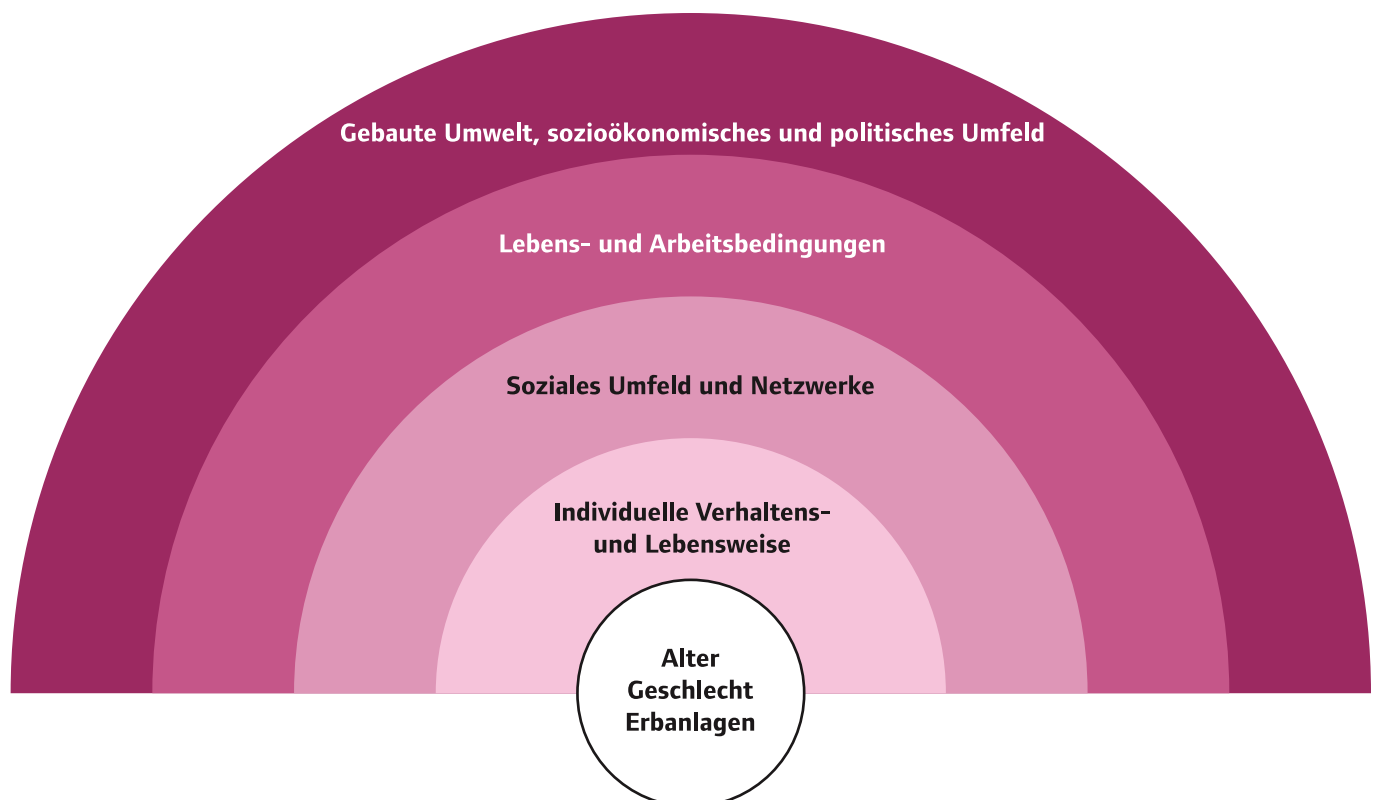 Gebaute Umwelt, sozioökonomisches und politisches Umfeld
Lebens- und Arbeitsbedingungen
Soziales Umfeld und Netzwerke
Individuelle Verhaltens-
und Lebensweise
Alter
Geschlecht
Erbanlagen